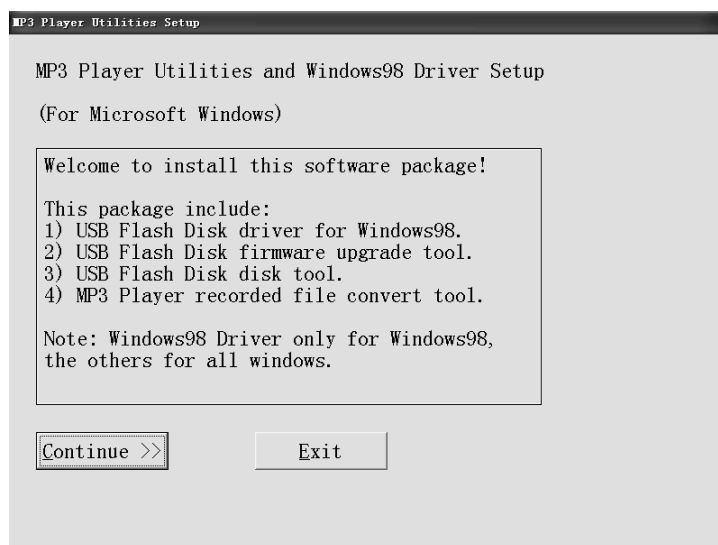 MP3 Player Utilities Setup
MP3 Player Utilities and Windows98 Driver Setup
(For Microsoft Windows)
Welcome to install this software package!
This package include:
1) USB Flash Disk driver for Windows98.
2) USB Flash Disk firmware upgrade tool.
3) USB Flash Disk disk tool.
4) MP3 Player recorded file convert tool.
Note: Windows98 Driver only for Windows98,
the others for all windows.
Continue >>
Exit